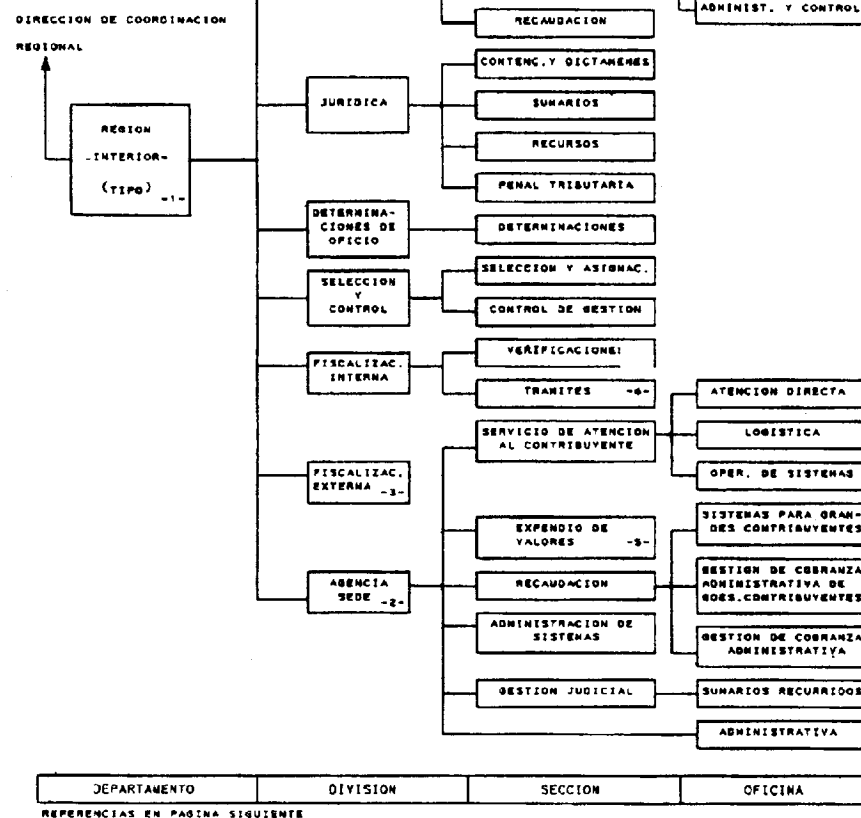 DIRECCION DE COORDINACION
REGIONAL
REGION
-INTERIOR-
(TIPO) -1-
RECAUDACION
ADMINIST. Y CONTROL
JURIDICA
CONTENC.Y DICTAMENES
SUMARIOS
RECURSOS
PENAL TRIBUTARIA
DETERMINA-
CIONES DE
OFICIO
DETERMINACIONES
SELECCION
Y
CONTROL
SELECCION Y ASIGNAC.
CONTROL DE GESTION
FISCALIZAC.
INTERNA
VERIFICACIONE
TRAMITES -4-
FISCALIZAC.
EXTERNA -3-
AGENCIA
SEDE -2-
SERVICIO DE ATENCION
AL CONTRIBUYENTE
ATENCION DIRECTA
LOGISTICA
OPER. DE SISTEMAS
EXPENDIO DE
VALORES -5-
RECAUDACION
SISTEMAS PARA GRAN-
DES CONTRIBUYENTES
GESTION DE COBRANZA
ADMINISTRATIVA DE
GDES.CONTRIBUYENTES
GESTION DE COBRANZA
ADMINISTRATIVA
ADMINISTRACION DE
SISTEMAS
GESTION JUDICIAL
SUMARIOS RECURRIDOS
ADMINISTRATIVA
DEPARTAMENTO
DIVISION
SECCION
OFICINA
REFERENCIAS EN PAGINA SIGUIENTE